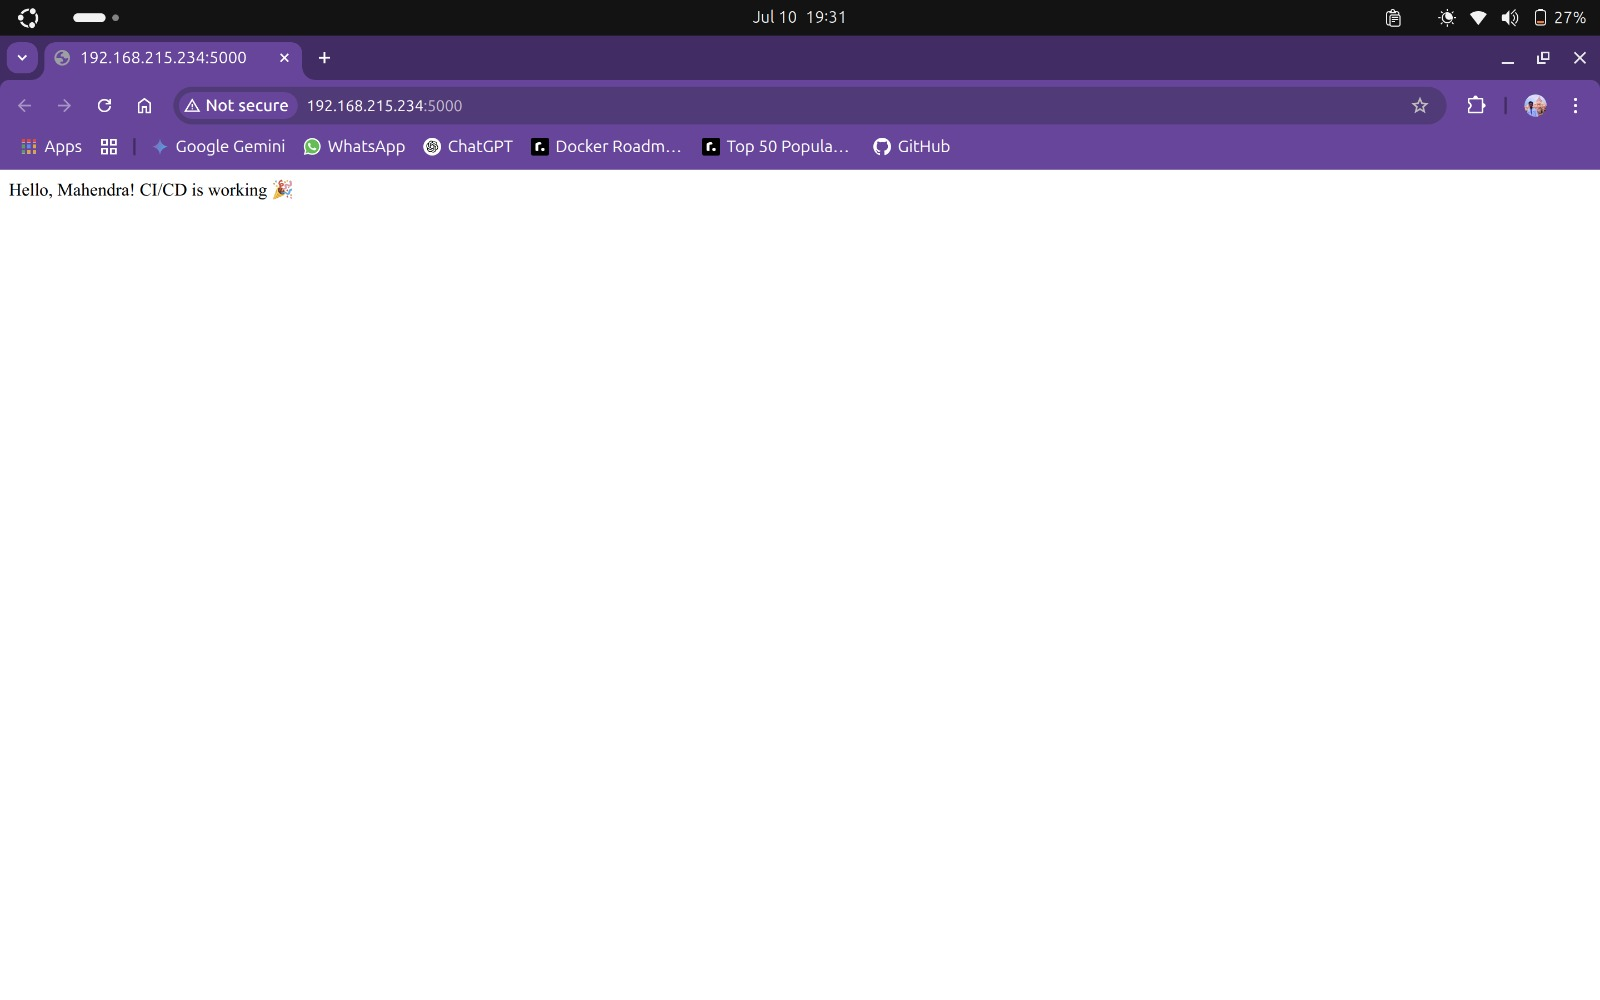 Jul 10 19:31
27%
192.168.215.234:5000
Not secure 192.168.215.234:5000
Apps Google Gemini WhatsApp ChatGPT Docker Roadm... Top 50 Popula... GitHub
Hello, Mahendra! CI/CD is working 🎉